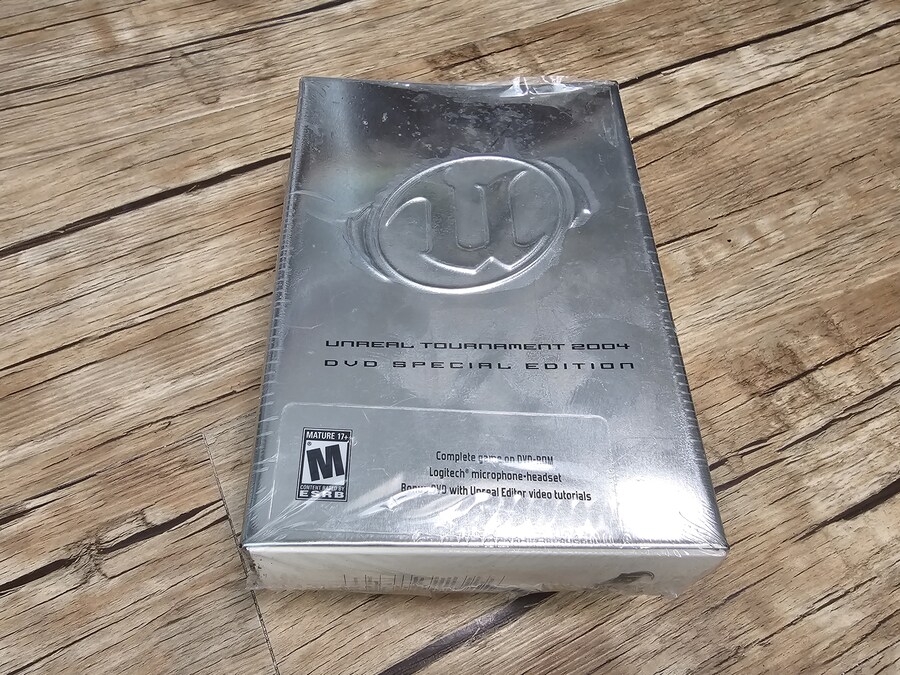 U
UNREAL TOURNAMENT 2004
DVD SPECIAL EDITION
MATURE 17+
M
®
CONTENT RATED BY
ESRB
Complete game on DVD-ROM
Logitech® microphone-headset
Bonus DVD with Unreal Editor video tutorials